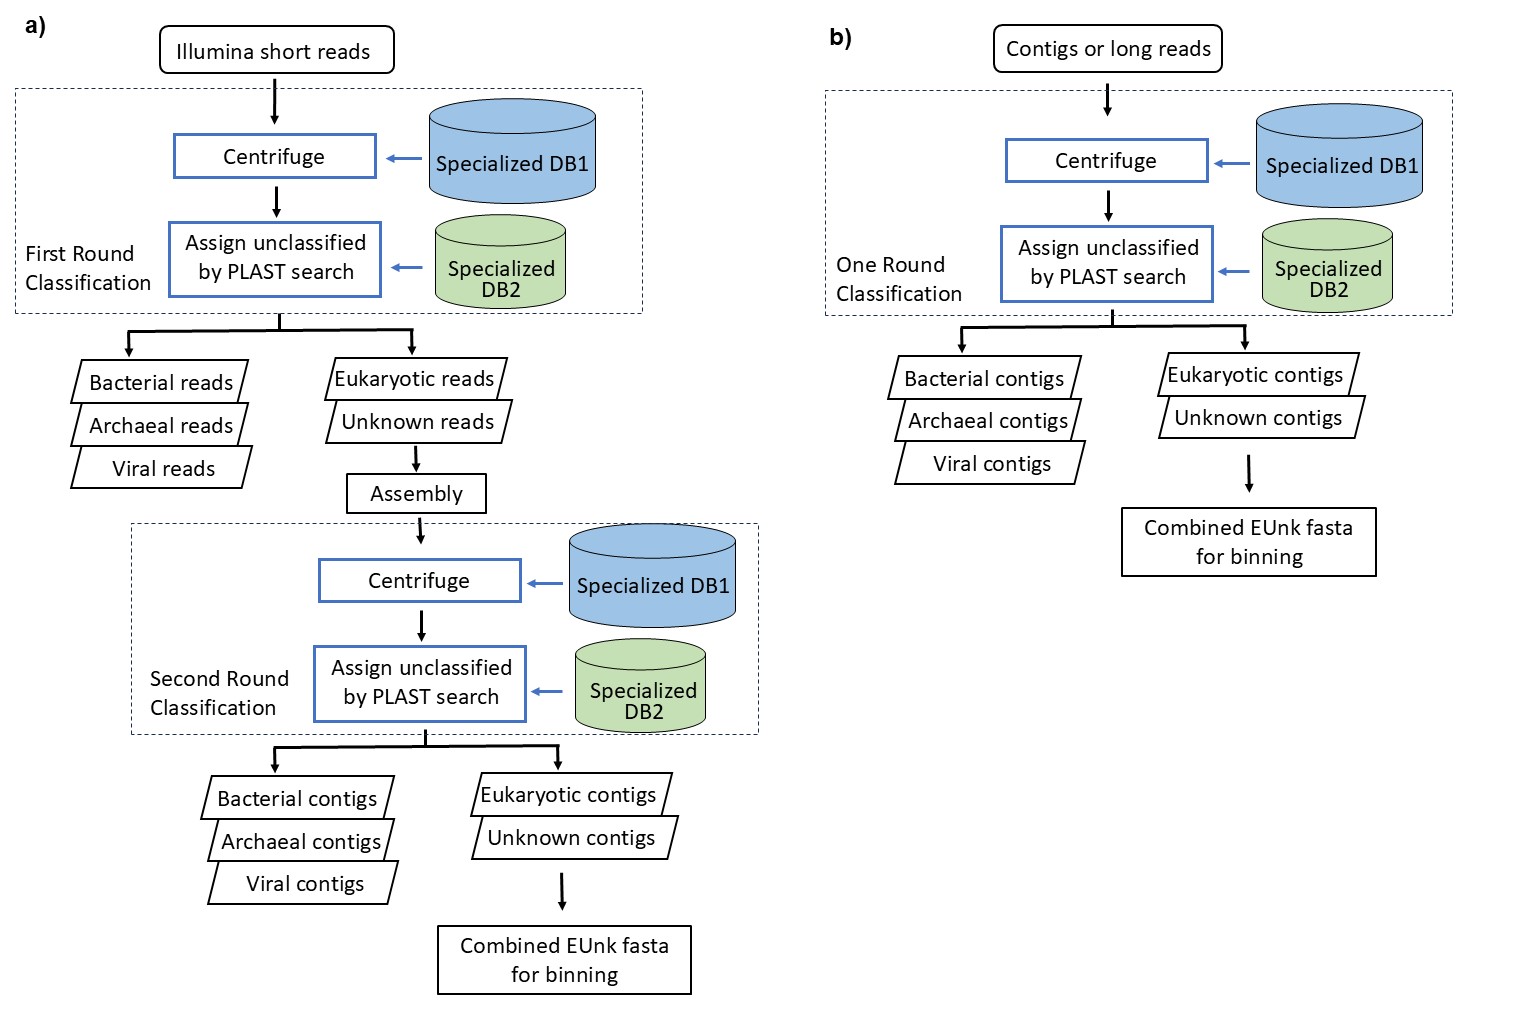 a)
Illumina short reads
Centrifuge
Specialized DB1
Assign unclassified
by PLAST search
Specialized
DB2
First Round
Classification
Bacterial reads
Archaeal reads
Viral reads
Eukaryotic reads
Unknown reads
Assembly
Centrifuge
Specialized DB1
Assign unclassified
by PLAST search
Specialized
DB2
Second Round
Classification
Bacterial contigs
Archaeal contigs
Viral contigs
Eukaryotic contigs
Unknown contigs
Combined EUnk fasta
for binning
b)
Contigs or long reads
Centrifuge
Specialized DB1
Assign unclassified
by PLAST search
Specialized
DB2
One Round
Classification
Bacterial contigs
Archaeal contigs
Viral contigs
Eukaryotic contigs
Unknown contigs
Combined EUnk fasta
for binning